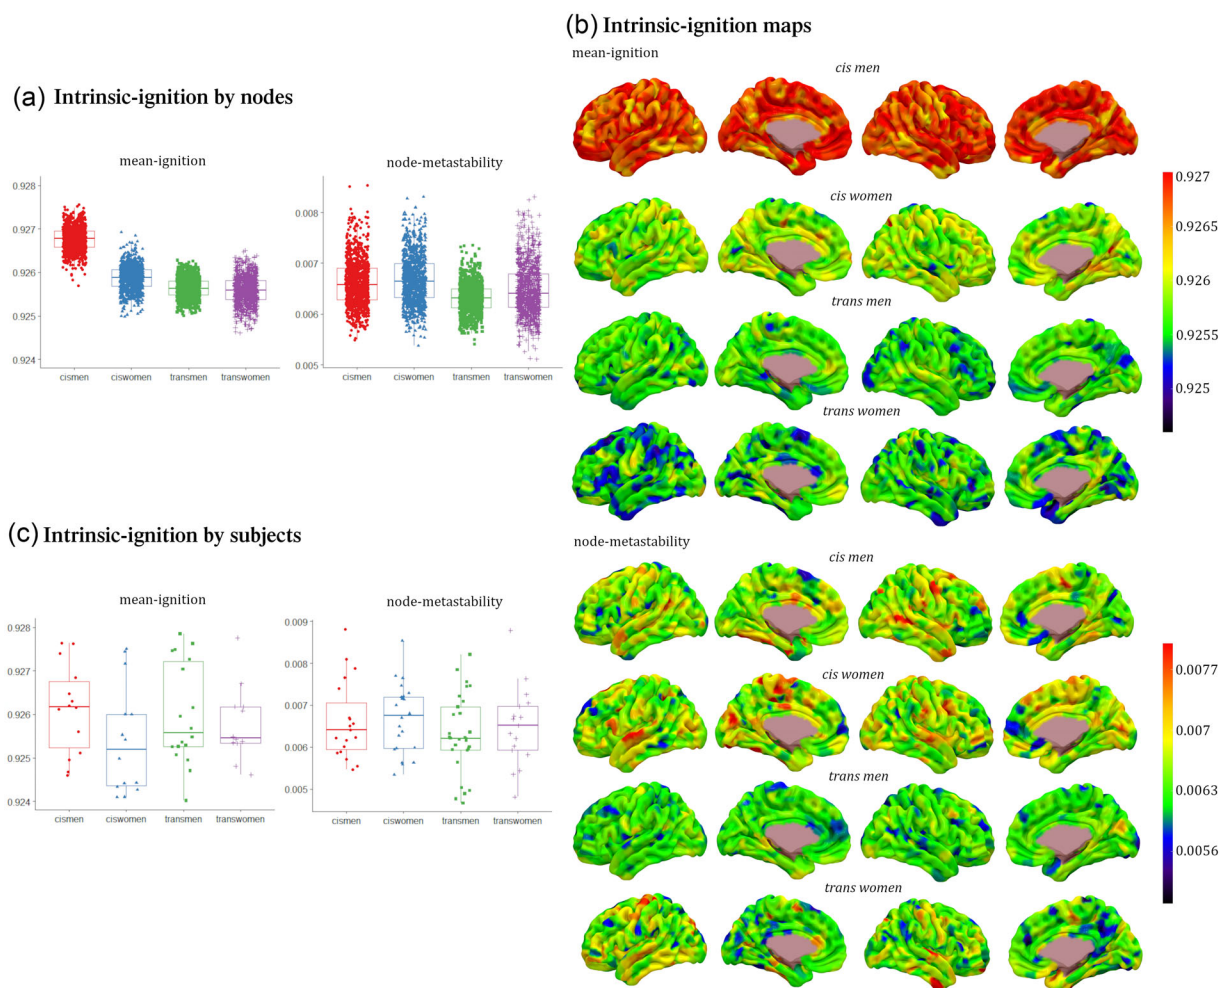 (a) Intrinsic-ignition by nodes
mean-ignition
0.928
0.927
0.926
0.925
0.924
cismen ciswomen transmen transwomen
node-metastability
0.008
0.007
0.006
0.005
cismen ciswomen transmen transwomen
(b) Intrinsic-ignition maps
mean-ignition
cis men
cis women
trans men
trans women
0.927
0.9265
0.926
0.9255
0.925
node-metastability
cis men
cis women
trans men
trans women
0.0077
0.007
0.0063
0.0056
(c) Intrinsic-ignition by subjects
mean-ignition
0.928
0.927
0.926
0.925
0.924
cismen ciswomen transmen transwomen
node-metastability
0.009
0.008
0.007
0.006
0.005
cismen ciswomen transmen transwomen